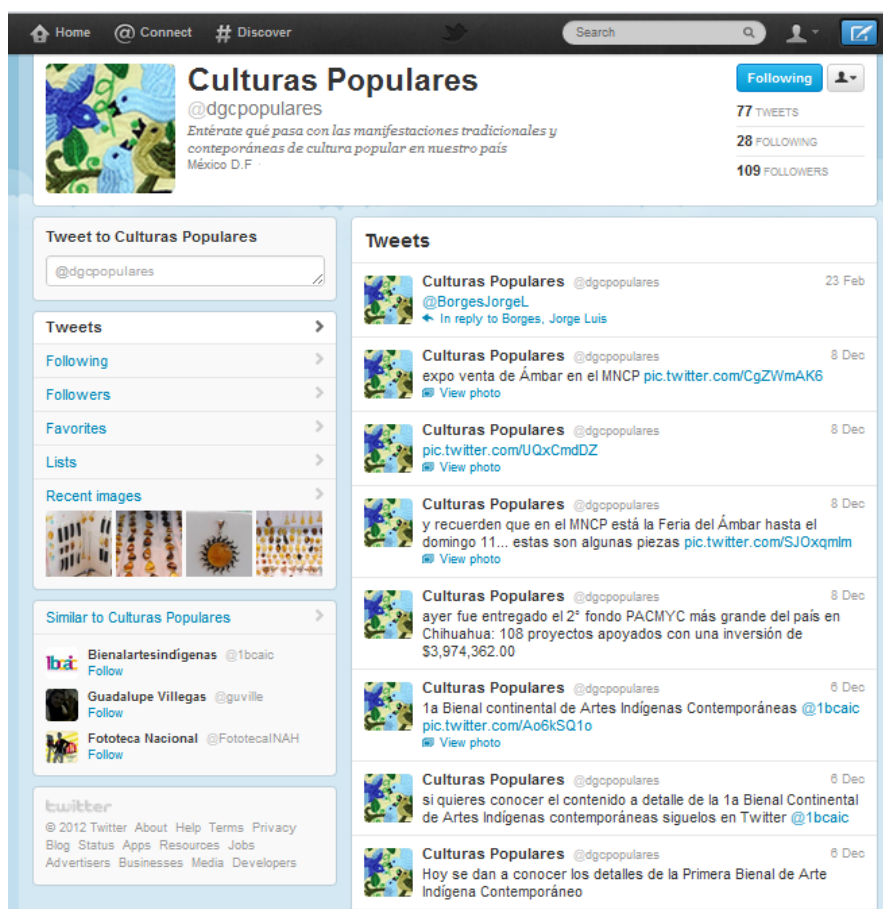 Home @ Connect # Discover Search
Culturas Populares
@dgcpopulares
Entérate qué pasa con las manifestaciones tradicionales y
conteporáneas de cultura popular en nuestro país
México D.F ·
Following
77 TWEETS
28 FOLLOWING
109 FOLLOWERS
Tweet to Culturas Populares
@dgcpopulares
Tweets
Following
Followers
Favorites
Lists
Recent images
Similar to Culturas Populares
Bienalartesindígenas @1bcaic
Follow
Guadalupe Villegas @guville
Follow
Fototeca Nacional @FototecaINAH
Follow
twitter
© 2012 Twitter About Help Terms Privacy
Blog Status Apps Resources Jobs
Advertisers Businesses Media Developers
Tweets
Culturas Populares @dgcpopulares 23 Feb
@BorgesJorgeL
In reply to Borges, Jorge Luis
Culturas Populares @dgcpopulares 8 Dec
expo venta de Ámbar en el MNCP pic.twitter.com/CgZWmAK6
View photo
Culturas Populares @dgcpopulares 8 Dec
pic.twitter.com/UQxCmdDZ
View photo
Culturas Populares @dgcpopulares 8 Dec
y recuerden que en el MNCP está la Feria del Ámbar hasta el
domingo 11... estas son algunas piezas pic.twitter.com/SJOxqmlm
View photo
Culturas Populares @dgcpopulares 8 Dec
ayer fue entregado el 2° fondo PACMYC más grande del país en
Chihuahua: 108 proyectos apoyados con una inversión de
$3,974,362.00
Culturas Populares @dgcpopulares 6 Dec
1a Bienal continental de Artes Indígenas Contemporáneas @1bcaic
pic.twitter.com/Ao6kSQ1o
View photo
Culturas Populares @dgcpopulares 6 Dec
si quieres conocer el contenido a detalle de la 1a Bienal Continental
de Artes Indígenas contemporáneas siguelos en Twitter @1bcaic
Culturas Populares @dgcpopulares 6 Dec
Hoy se dan a conocer los detalles de la Primera Bienal de Arte
Indígena Contemporáneo